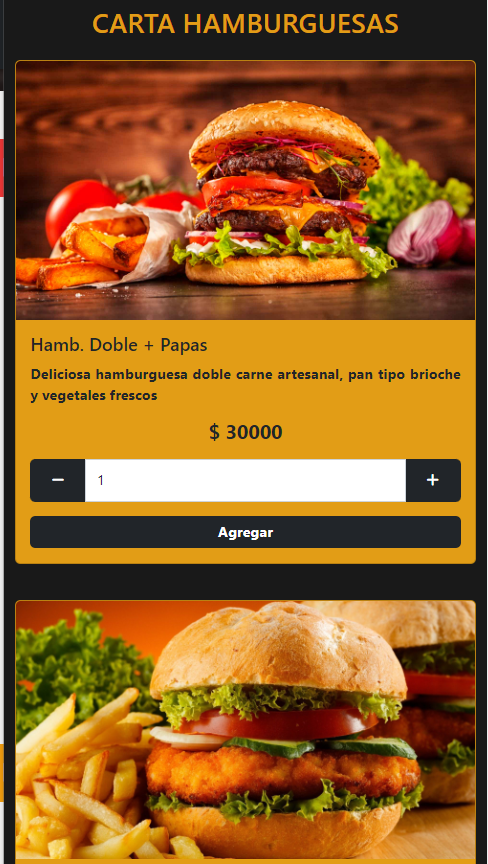 CARTA HAMBURGUESAS
Hamb. Doble + Papas
Deliciosa hamburguesa doble carne artesanal, pan tipo brioche
y vegetales frescos
$ 30000
− 1 +
Agregar